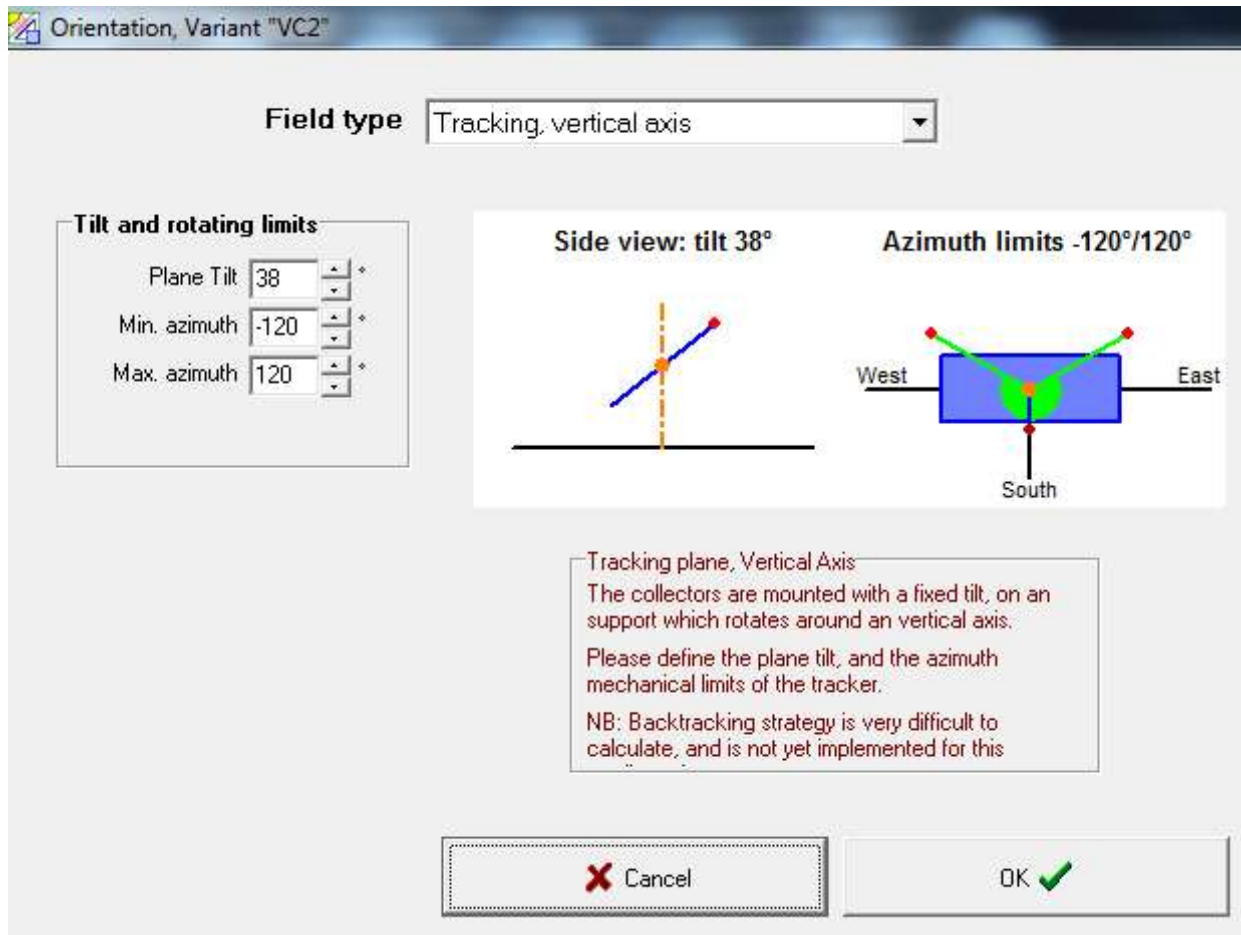 Orientation, Variant "VC2"
Field type Tracking, vertical axis
Tilt and rotating limits
Plane Tilt 38 °
Min. azimuth -120 °
Max. azimuth 120 °
Side view: tilt 38° Azimuth limits -120°/120°
West East
South
Tracking plane, Vertical Axis
The collectors are mounted with a fixed tilt, on an
support which rotates around an vertical axis.
Please define the plane tilt, and the azimuth
mechanical limits of the tracker.
NB: Backtracking strategy is very difficult to
calculate, and is not yet implemented for this
Cancel OK